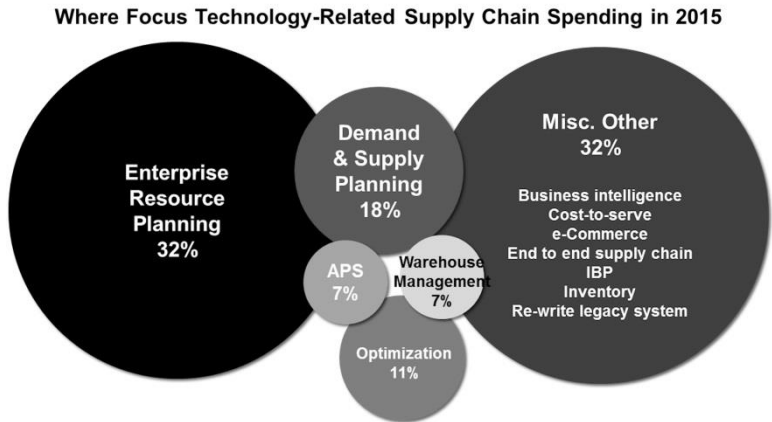 Where Focus Technology-Related Supply Chain Spending in 2015
Enterprise
Resource
Planning
32%
Demand
& Supply
Planning
18%
Misc. Other
32%
Business intelligence
Cost-to-serve
e-Commerce
End to end supply chain
IBP
Inventory
Re-write legacy system
APS
7%
Warehouse
Management
7%
Optimization
11%